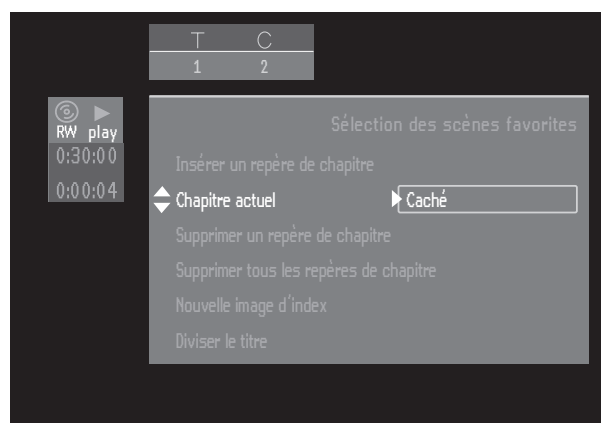 T C
1 2
RW play
0:30:00
0:00:04
Sélection des scènes favorites
Insérer un repère de chapitre
Chapitre actuel Caché
Supprimer un repère de chapitre
Supprimer tous les repères de chapitre
Nouvelle image d'index
Diviser le titre